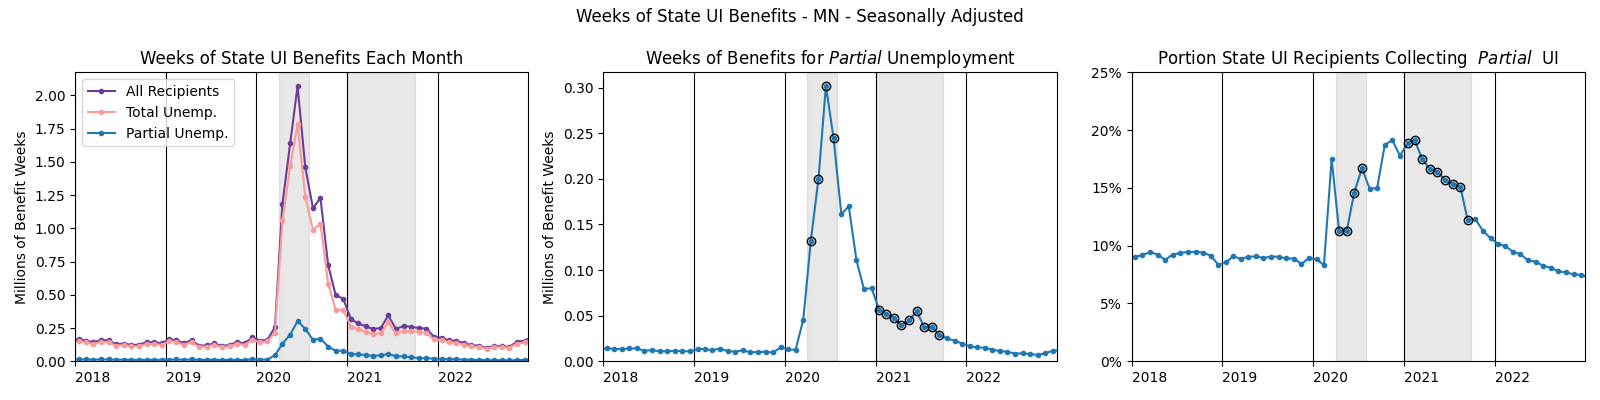 Weeks of State UI Benefits - MN - Seasonally Adjusted
Weeks of State UI Benefits Each Month
Millions of Benefit Weeks
2.00
1.75
1.50
1.25
1.00
0.75
0.50
0.25
0.00
All Recipients
Total Unemp.
Partial Unemp.
2018 2019 2020 2021 2022
Weeks of Benefits for Partial Unemployment
Millions of Benefit Weeks
0.30
0.25
0.20
0.15
0.10
0.05
0.00
2018 2019 2020 2021 2022
Portion State UI Recipients Collecting Partial UI
25%
20%
15%
10%
5%
0%
2018 2019 2020 2021 2022